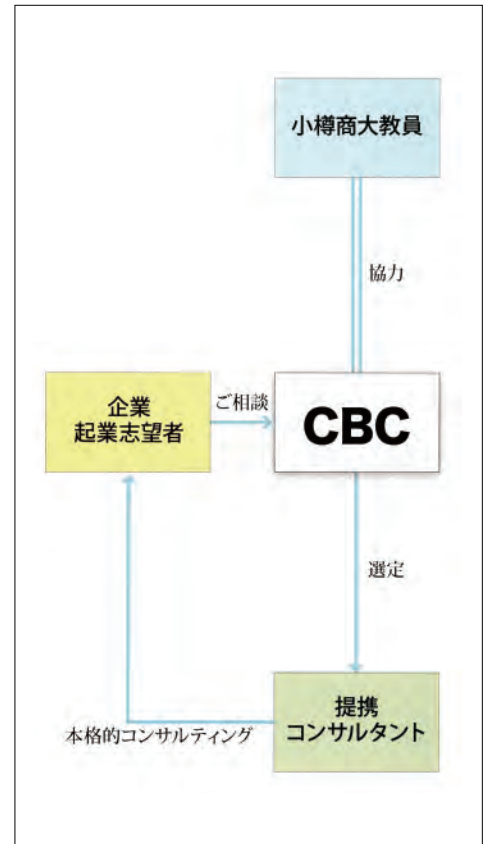 小樽商大教員
協力
企業
起業志望者
ご相談
CBC
選定
提携
コンサルタント
本格的コンサルティング